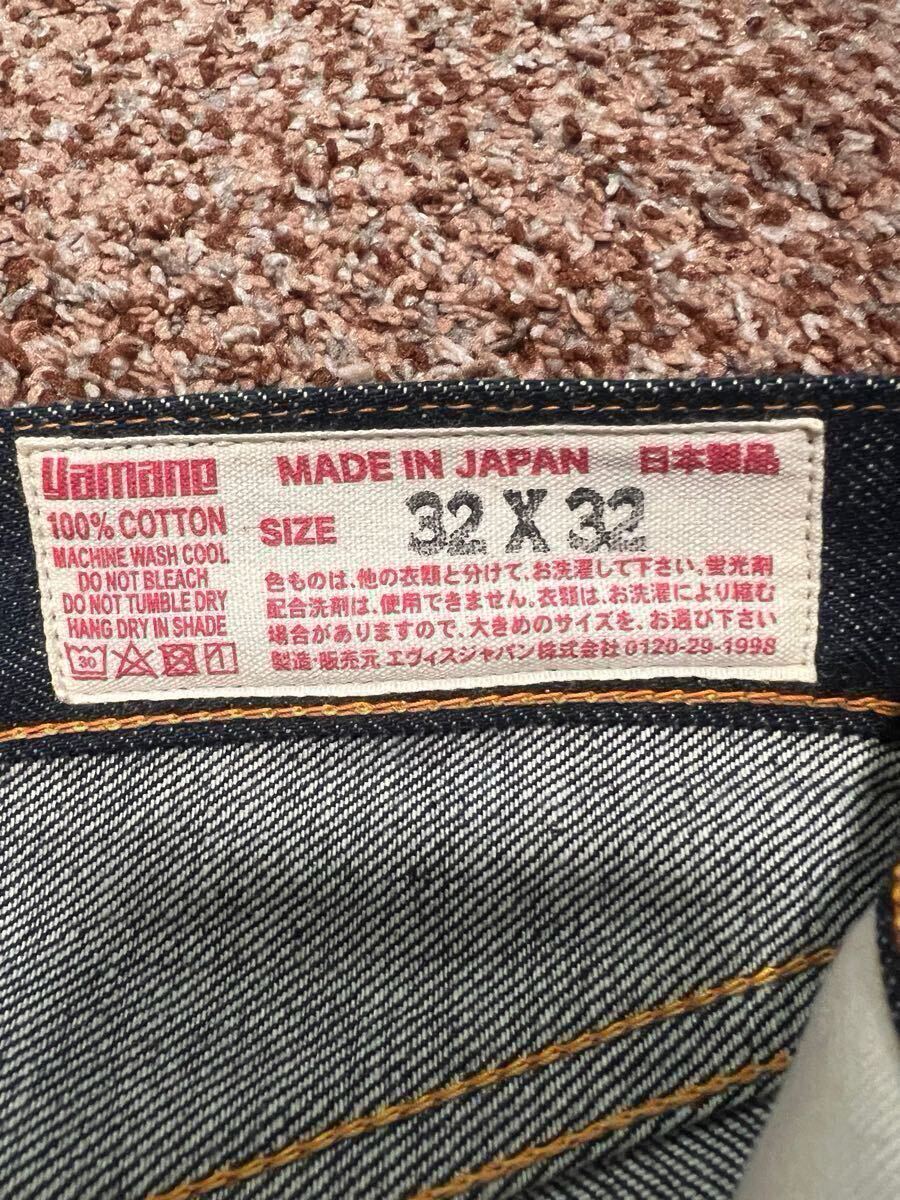 yamane
100% COTTON
MACHINE WASH COOL
DO NOT BLEACH
DO NOT TUMBLE DRY
HANG DRY IN SHADE
30
MADE IN JAPAN 日本製品
SIZE 32 X 32
色ものは、他の衣類と分けて、お洗濯して下さい。蛍光剤
配合洗剤は、使用できません。衣類は、お洗濯により縮む
場合がありますので、大きめのサイズを、お選び下さい
製造・販売元 エヴィスジャパン株式会社 0120-29-1998